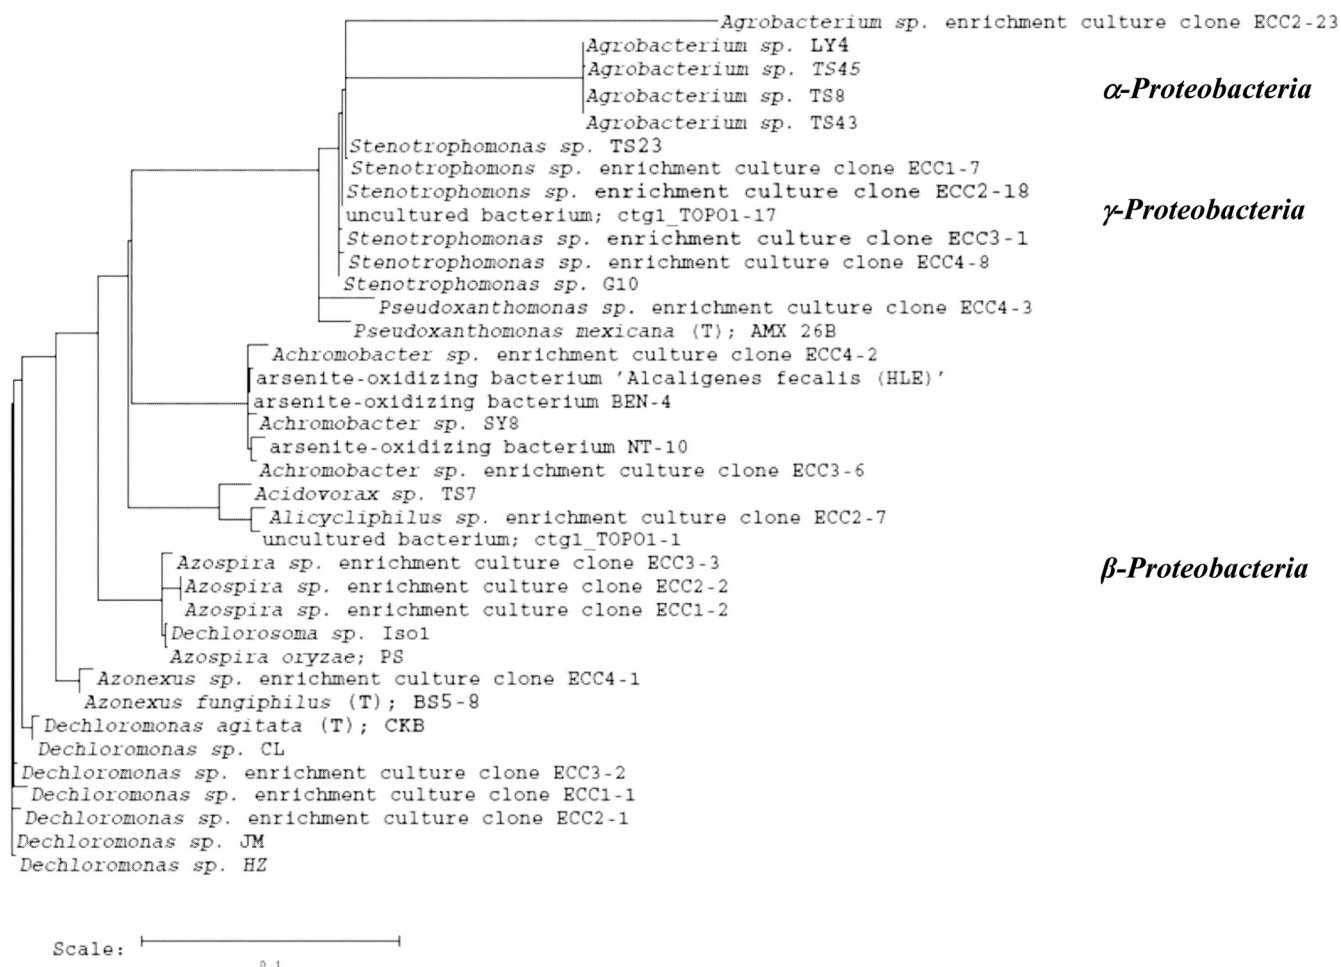 Agrobacterium sp. enrichment culture clone ECC2-23
Agrobacterium sp. LY4
Agrobacterium sp. TS45
α-Proteobacteria
Agrobacterium sp. TS8
Agrobacterium sp. TS43
Stenotrophomonas sp. TS23
Stenotrophomons sp. enrichment culture clone ECC1-7
Stenotrophomons sp. enrichment culture clone ECC2-18
γ-Proteobacteria
uncultured bacterium; ctg1_TOPO1-17
Stenotrophomonas sp. enrichment culture clone ECC3-1
Stenotrophomonas sp. enrichment culture clone ECC4-8
Stenotrophomonas sp. G10
Pseudoxanthomonas sp. enrichment culture clone ECC4-3
Pseudoxanthomonas mexicana (T); AMX 26B
Achromobacter sp. enrichment culture clone ECC4-2
arsenite-oxidizing bacterium 'Alcaligenes fecalis (HLE)'
arsenite-oxidizing bacterium BEN-4
Achromobacter sp. SY8
arsenite-oxidizing bacterium NT-10
Achromobacter sp. enrichment culture clone ECC3-6
Acidovorax sp. TS7
Alicycliphilus sp. enrichment culture clone ECC2-7
uncultured bacterium; ctg1_TOPO1-1
Azospira sp. enrichment culture clone ECC3-3
β-Proteobacteria
Azospira sp. enrichment culture clone ECC2-2
Azospira sp. enrichment culture clone ECC1-2
Dechlorosoma sp. Iso1
Azospira oryzae; PS
Azonexus sp. enrichment culture clone ECC4-1
Azonexus fungiphilus (T); BS5-8
Dechloromonas agitata (T); CKB
Dechloromonas sp. CL
Dechloromonas sp. enrichment culture clone ECC3-2
Dechloromonas sp. enrichment culture clone ECC1-1
Dechloromonas sp. enrichment culture clone ECC2-1
Dechloromonas sp. JM
Dechloromonas sp. HZ
Scale:
0.1